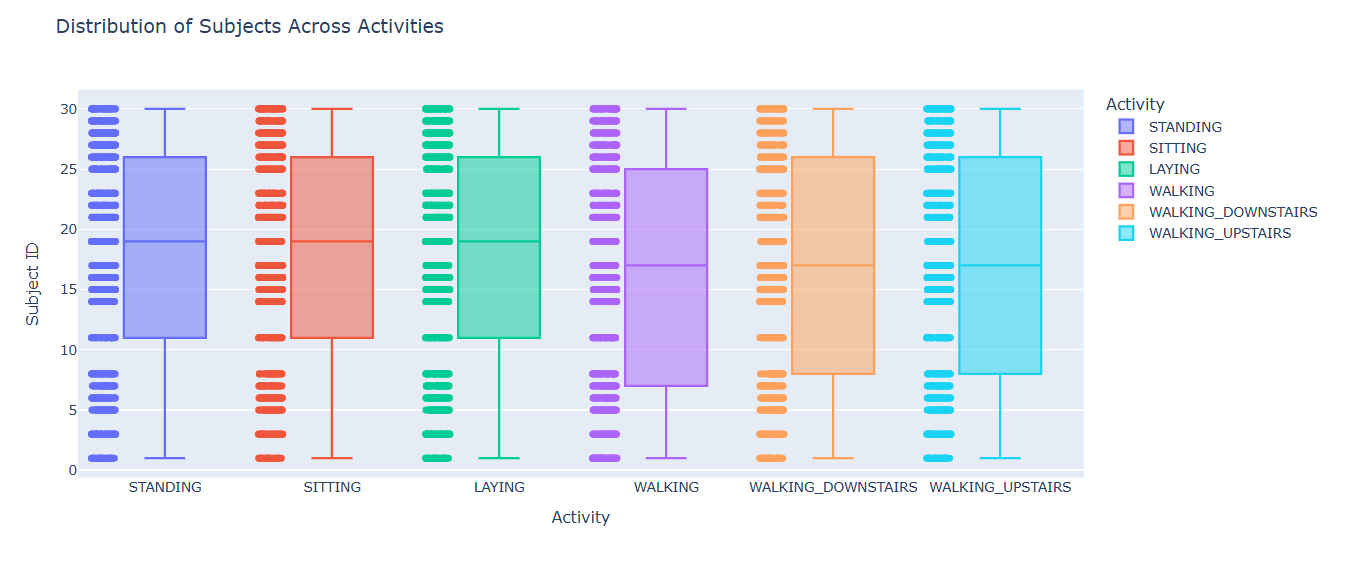 Distribution of Subjects Across Activities
Activity
STANDING
SITTING
LAYING
WALKING
WALKING_DOWNSTAIRS
WALKING_UPSTAIRS
Subject ID
30
25
20
15
10
5
0
STANDING SITTING LAYING WALKING WALKING_DOWNSTAIRS WALKING_UPSTAIRS
Activity